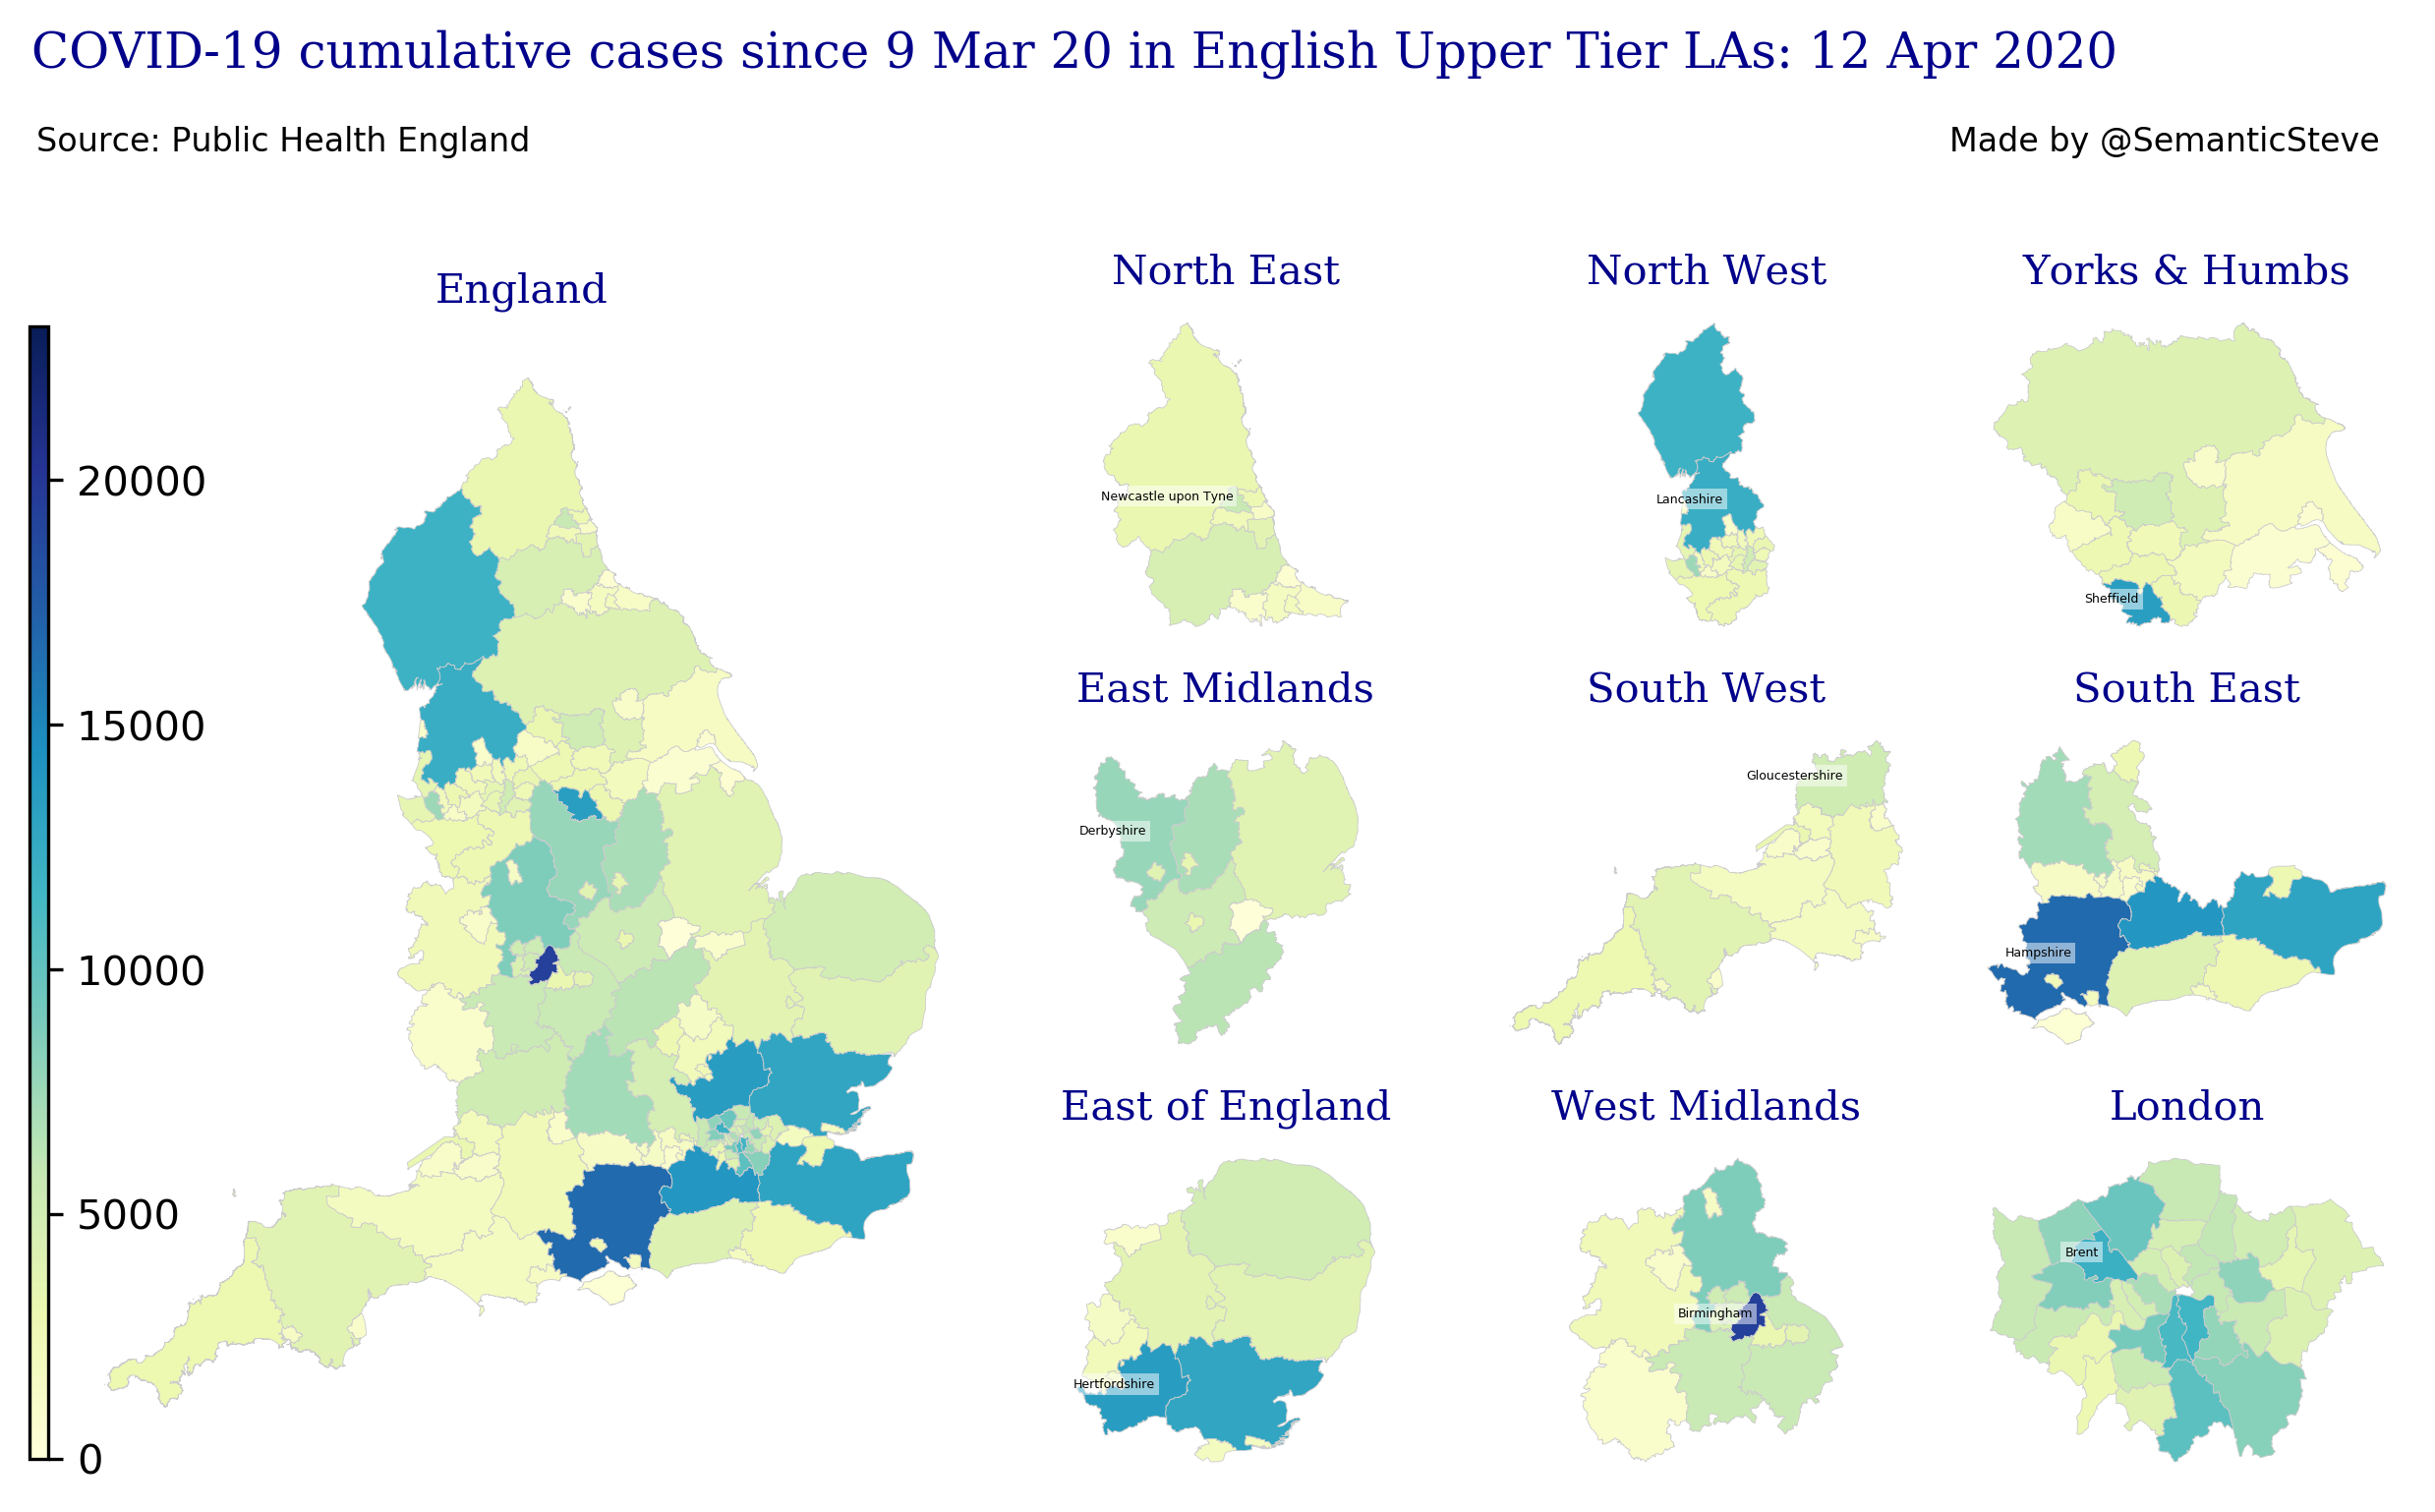 COVID-19 cumulative cases since 9 Mar 20 in English Upper Tier LAs: 12 Apr 2020
Source: Public Health England
Made by @SemanticSteve
England
20000
15000
10000
5000
0
North East
Newcastle upon Tyne
North West
Lancashire
Yorks & Humbs
Sheffield
East Midlands
Derbyshire
South West
Gloucestershire
South East
Hampshire
East of England
Hertfordshire
West Midlands
Birmingham
London
Brent